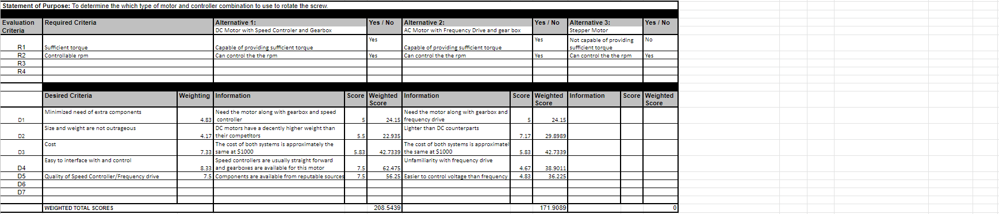 Statement of Purpose: To determine the which type of motor and controller combination to use to rotate the screw.
Evaluation Criteria Required Criteria Alternative 1: Yes / No Alternative 2: Yes / No Alternative 3: Yes / No
DC Motor with Speed Controler and Gearbox AC Motor with Frequency Drive and gear box Stepper Motor
R1 Sufficient torque Capable of providing sufficient torque Yes Capable of providing sufficient torque Yes Not capable of providing sufficient torque No
R2 Controllable rpm Can control the the rpm Yes Can control the the rpm Yes Can control the the rpm Yes
R3
R4
Desired Criteria Weighting Information Score Weighted Score Information Score Weighted Score Information Score Weighted Score
D1 Minimized need of extra components 4.83 Need the motor along with gearbox and speed controller 5 24.15 Need the motor along with gearbox and frequency drive 5 24.15
D2 Size and weight are not outrageous 4.17 DC motors have a decently higher weight than their competitors 5.5 22.935 Lighter than DC counterparts 7.17 29.8989
D3 Cost 7.33 The cost of both systems is approximately the same at $1000 5.83 42.7339 The cost of both systems is approximatel the same at $1000 5.83 42.7339
D4 Easy to interface with and control 8.33 Speed controllers are usually straight forward and gearboxes are available for this motor 7.5 62.475 Unfamiliarity with frequency drive 4.67 38.9011
D5 Quality of Speed Controller/Frequency drive 7.5 Components are available from reputable sources 7.5 56.25 Easier to control voltage than frequency 4.83 36.225
D6
D7
WEIGHTED TOTAL SCORES 208.5439 171.9089 0